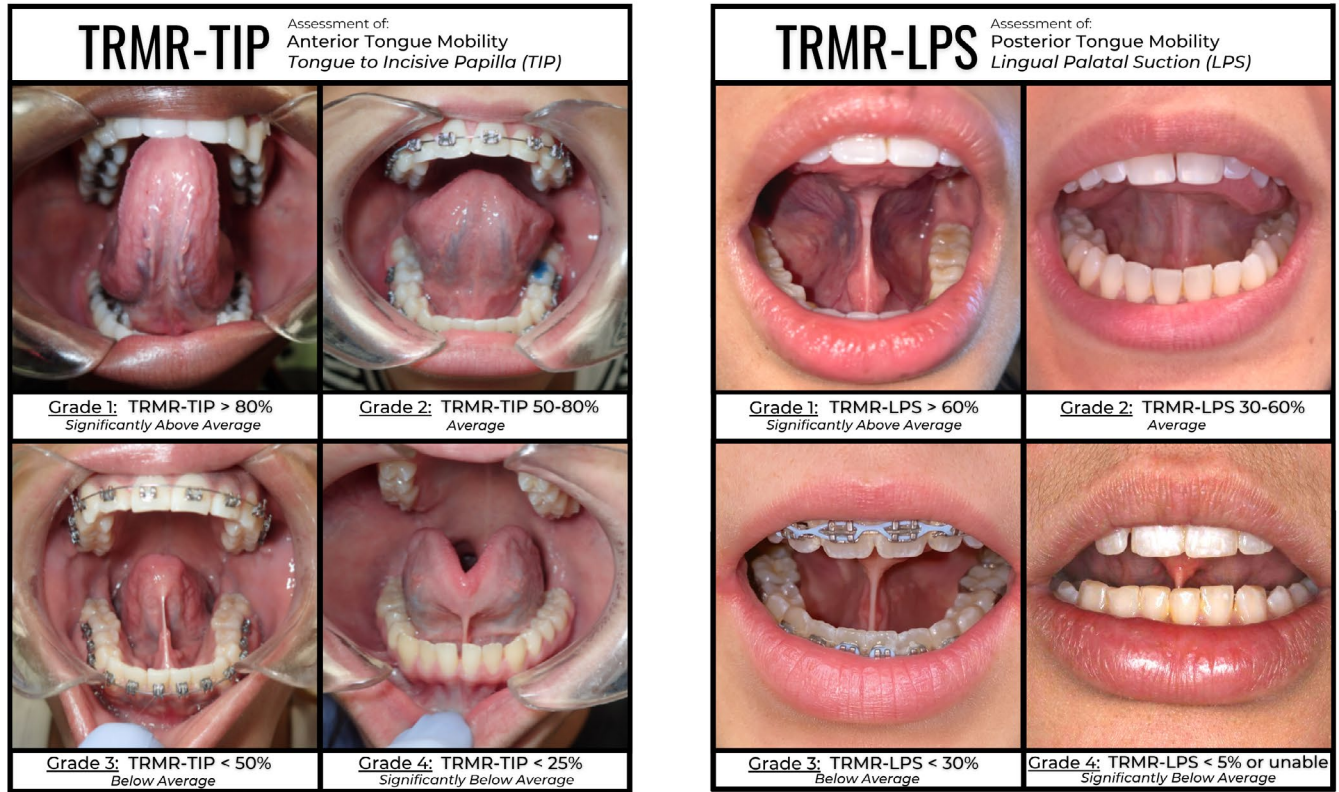 TRMR-TIP
Assessment of:
Anterior Tongue Mobility
Tongue to Incisive Papilla (TIP)
Grade 1: TRMR-TIP > 80%
Significantly Above Average
Grade 2: TRMR-TIP 50-80%
Average
Grade 3: TRMR-TIP < 50%
Below Average
Grade 4: TRMR-TIP < 25%
Significantly Below Average
TRMR-LPS
Assessment of:
Posterior Tongue Mobility
Lingual Palatal Suction (LPS)
Grade 1: TRMR-LPS > 60%
Significantly Above Average
Grade 2: TRMR-LPS 30-60%
Average
Grade 3: TRMR-LPS < 30%
Below Average
Grade 4: TRMR-LPS < 5% or unable
Significantly Below Average